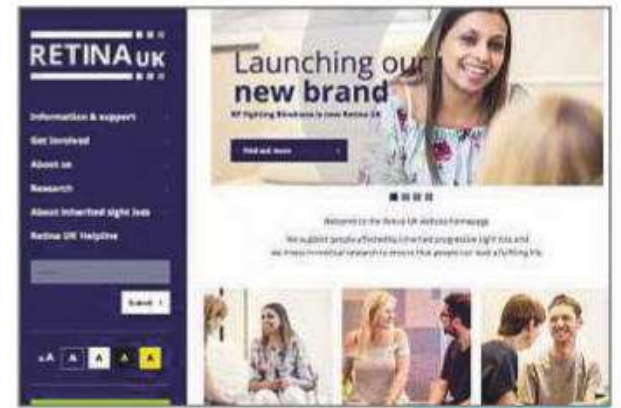 RETINA UK
Information & support
Get involved
About us
Research
About inherited sight loss
Retina UK Helpline
Submit
A A A A A A
Launching our
new brand
RP Fighting Blindness is now Retina UK
Find out more
Welcome to the Retina UK website homepage
We support people affected by inherited progressive sight loss and
we invest in medical research to ensure that people can lead a fulfilling life.